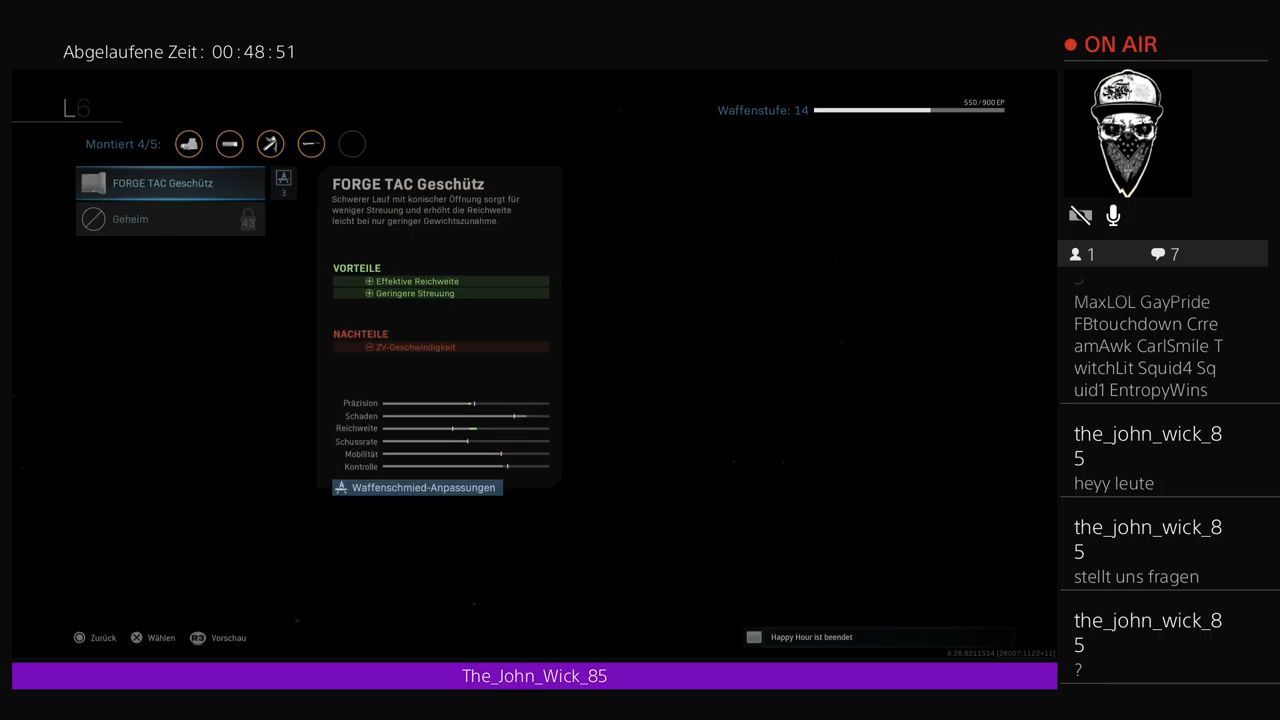 Abgelaufene Zeit: 00:48:51
ON AIR
L6
Waffenstufe: 14
550 / 900 EP
Montiert 4/5:
FORGE TAC Geschütz
3
Geheim
43
FORGE TAC Geschütz
Schwerer Lauf mit konischer Öffnung sorgt für
weniger Streuung und erhöht die Reichweite
leicht bei nur geringer Gewichtszunahme.
VORTEILE
Effektive Reichweite
Geringere Streuung
NACHTEILE
ZV-Geschwindigkeit
Präzision
Schaden
Reichweite
Schussrate
Mobilität
Kontrolle
Waffenschmied-Anpassungen
Zurück
Wählen
R3 Vorschau
Happy Hour ist beendet
The_John_Wick_85
1
7
MaxLOL GayPride
FBtouchdown Crre
amAwk CarlSmile T
witchLit Squid4 Sq
uid1 EntropyWins
the_john_wick_8
5
heyy leute
the_john_wick_8
5
stellt uns fragen
the_john_wick_8
5
?